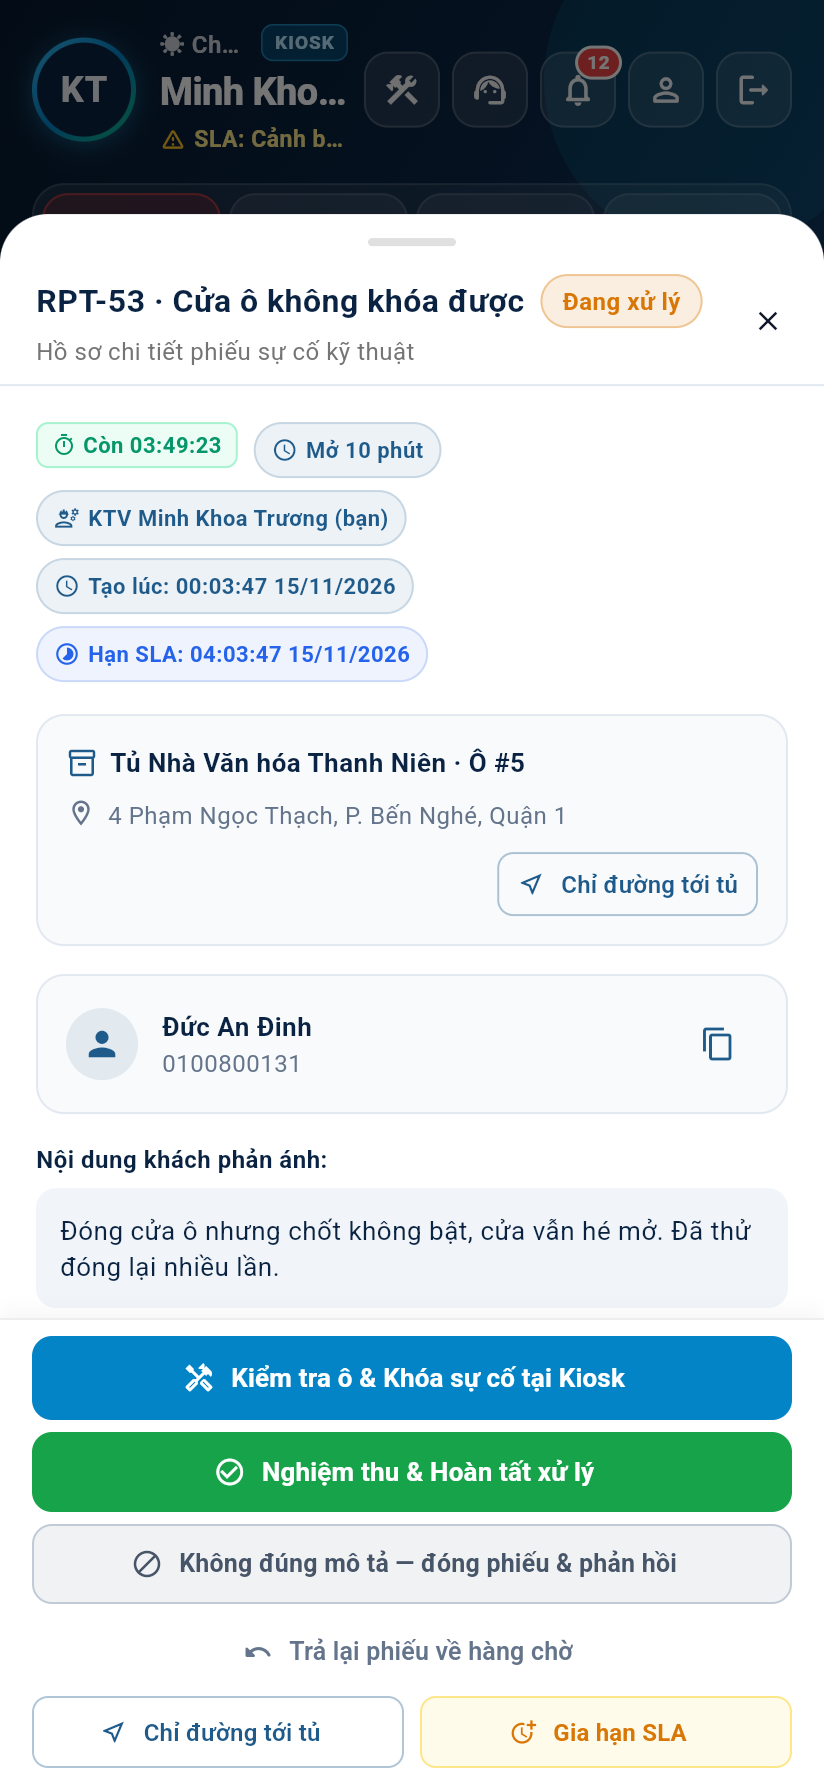 KT
Ch...
KIOSK
Minh Kho...
SLA: Cảnh b...
12
RPT-53 · Cửa ô không khóa được
Đang xử lý
Hồ sơ chi tiết phiếu sự cố kỹ thuật
Còn 03:49:23
Mở 10 phút
KTV Minh Khoa Trương (bạn)
Tạo lúc: 00:03:47 15/11/2026
Hạn SLA: 04:03:47 15/11/2026
Tủ Nhà Văn hóa Thanh Niên · Ô #5
4 Phạm Ngọc Thạch, P. Bến Nghé, Quận 1
Chỉ đường tới tủ
Đức An Đinh
0100800131
Nội dung khách phản ánh:
Đóng cửa ô nhưng chốt không bật, cửa vẫn hé mở. Đã thử
đóng lại nhiều lần.
Kiểm tra ô & Khóa sự cố tại Kiosk
Nghiệm thu & Hoàn tất xử lý
Không đúng mô tả — đóng phiếu & phản hồi
Trả lại phiếu về hàng chờ
Chỉ đường tới tủ
Gia hạn SLA